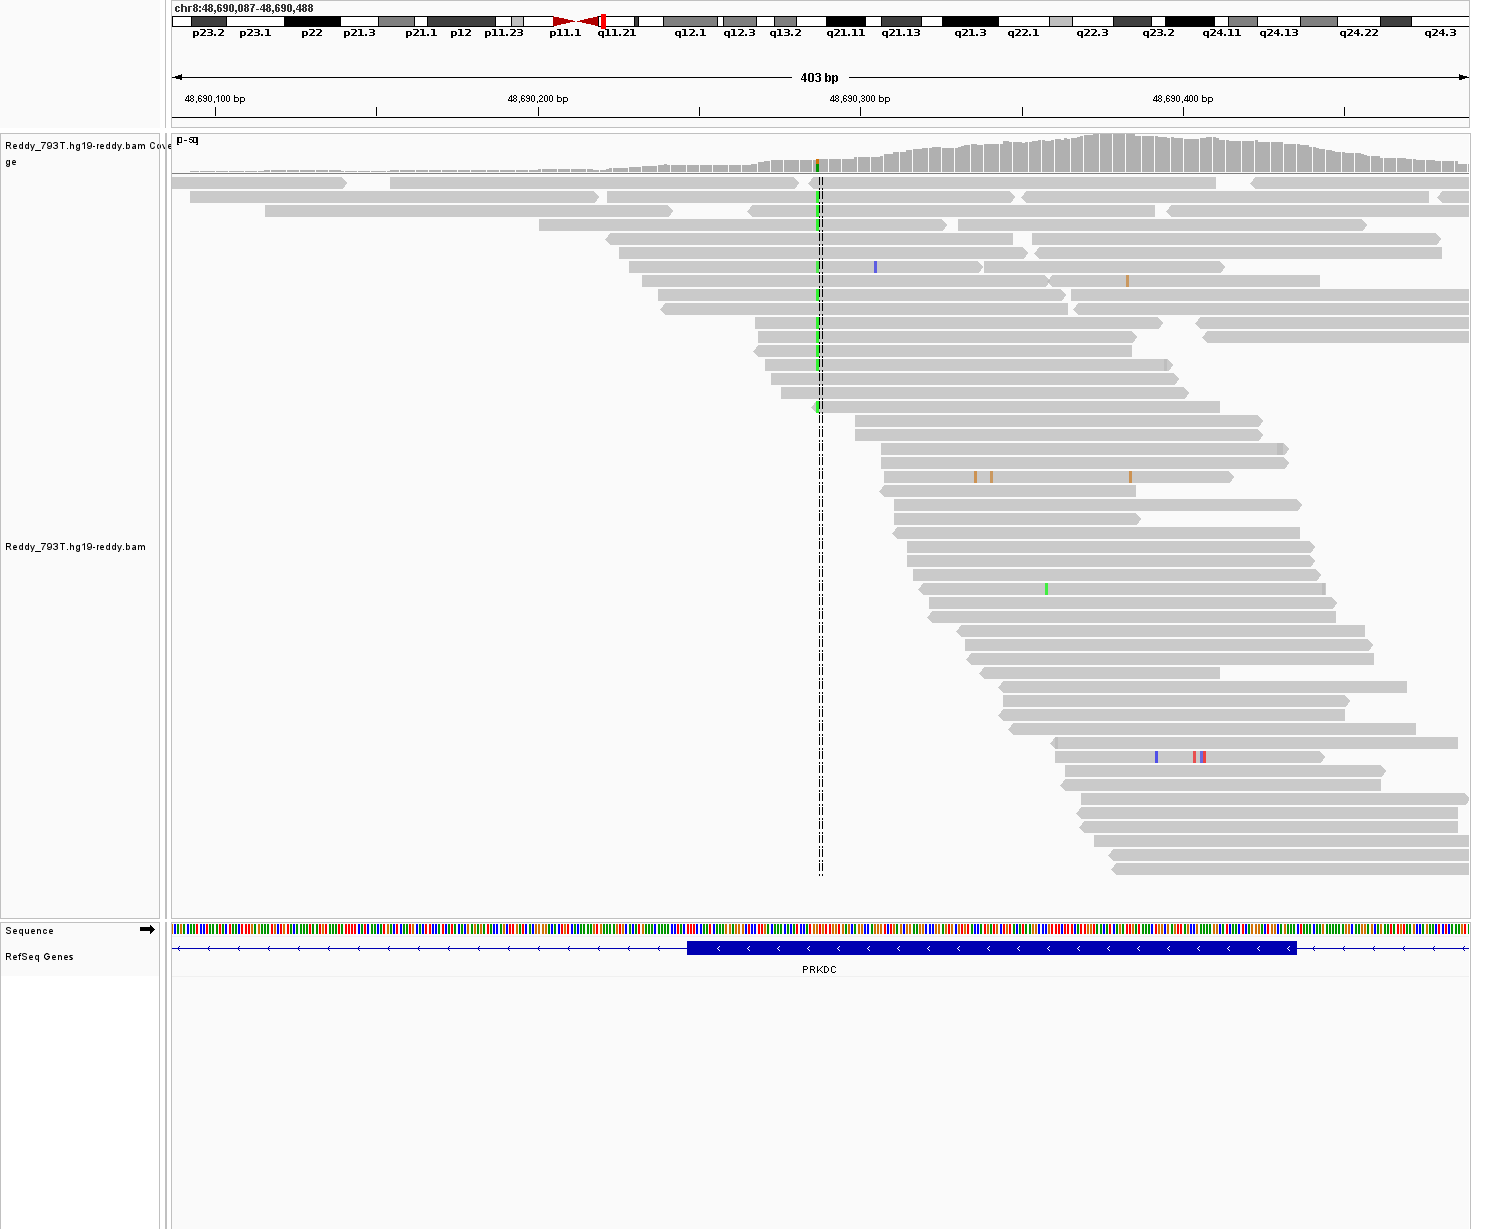 chr8:48,690,087-48,690,488
p23.2 p23.1 p22 p21.3 p21.1 p12 p11.23 p11.1 q11.21 q12.1 q12.3 q13.2 q21.11 q21.13 q21.3 q22.1 q22.3 q23.2 q24.11 q24.13 q24.22 q24.3
403 bp
48,690,100 bp 48,690,200 bp 48,690,300 bp 48,690,400 bp
Reddy_793T.hg19-reddy.bam Cove
ge
Reddy_793T.hg19-reddy.bam
Sequence
RefSeq Genes
PRKDC